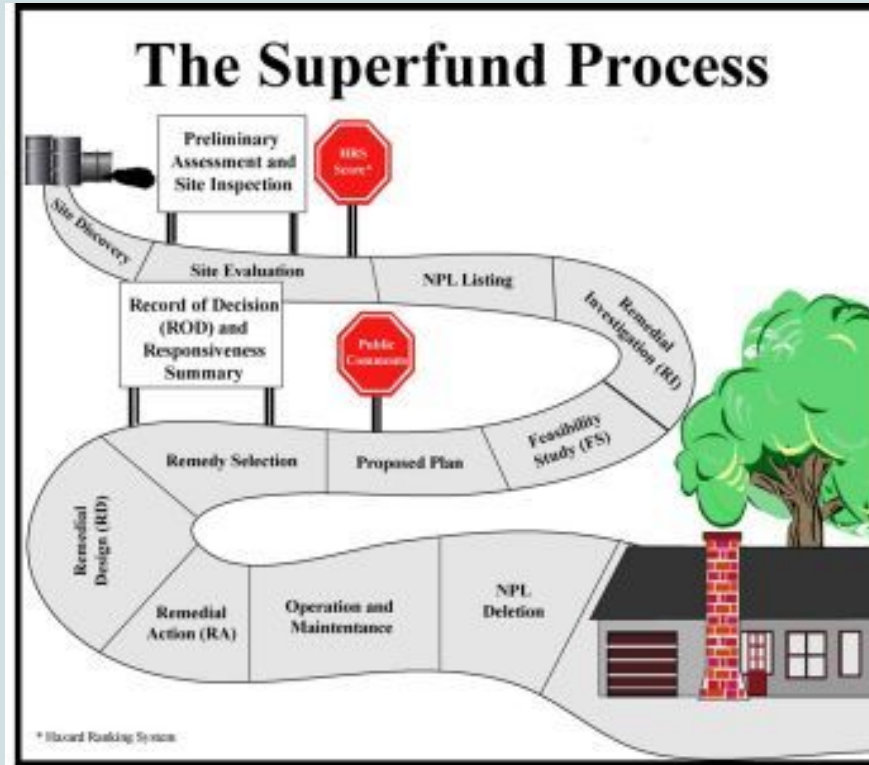 The Superfund Process
Preliminary
Assessment and
Site Inspection
HRS
Score*
Site Discovery
Site Evaluation
NPL Listing
Remedial
Investigation (RI)
Record of Decision
(ROD) and
Responsiveness
Summary
Public
Comments
Feasibility
Study (FS)
Proposed Plan
Remedy Selection
Remedial
Design (RD)
Remedial
Action (RA)
Operation and
Maintentance
NPL
Deletion
* Hazard Ranking System